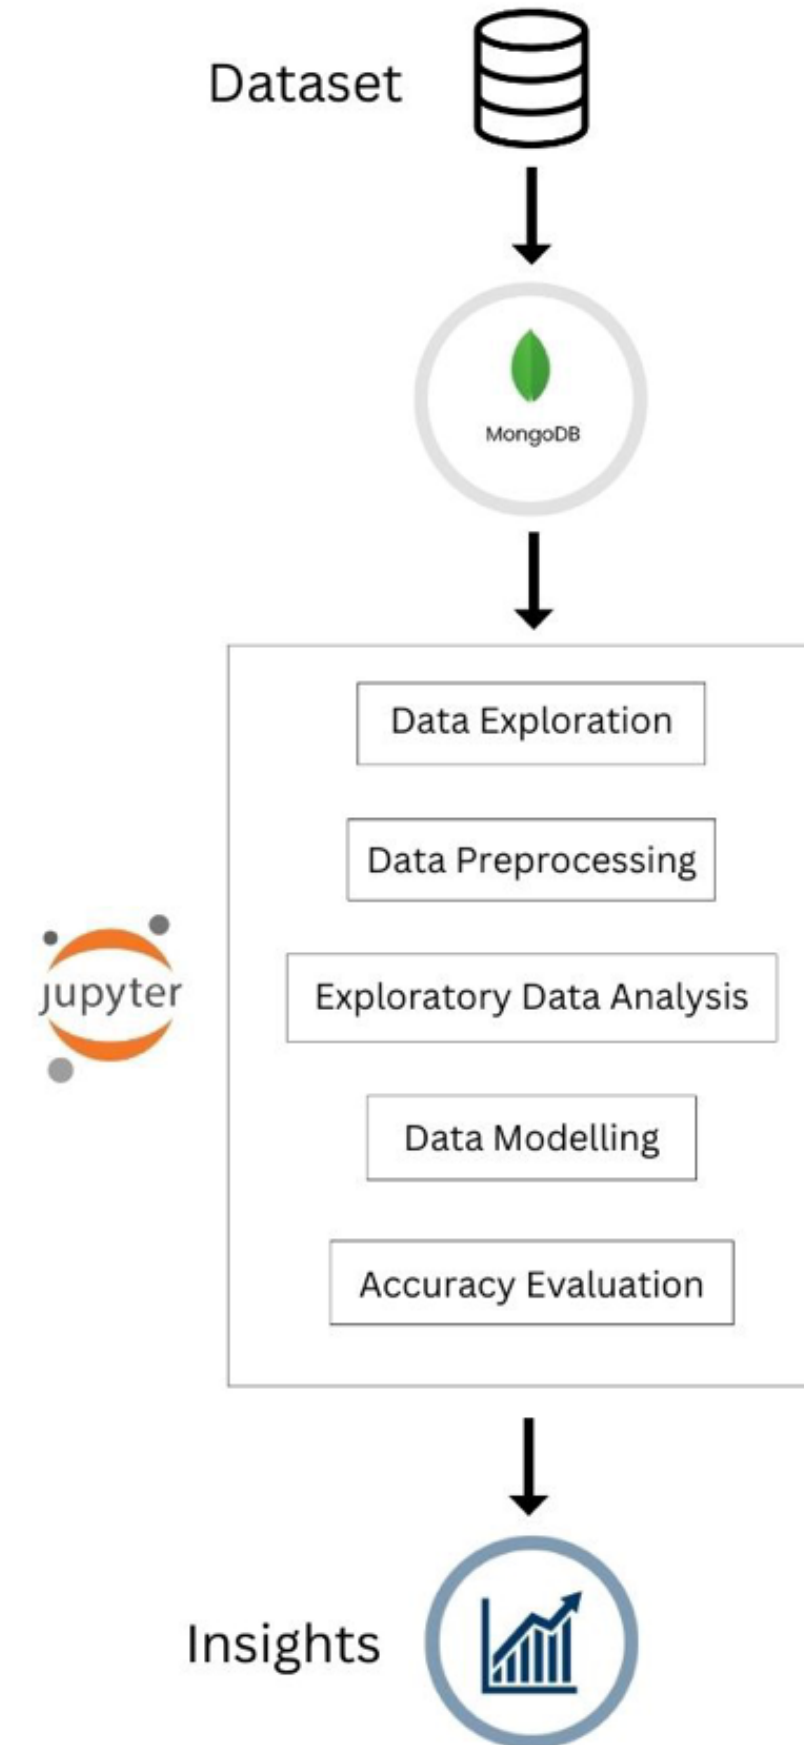 Dataset
MongoDB
Data Exploration
Data Preprocessing
jupyter
Exploratory Data Analysis
Data Modelling
Accuracy Evaluation
Insights